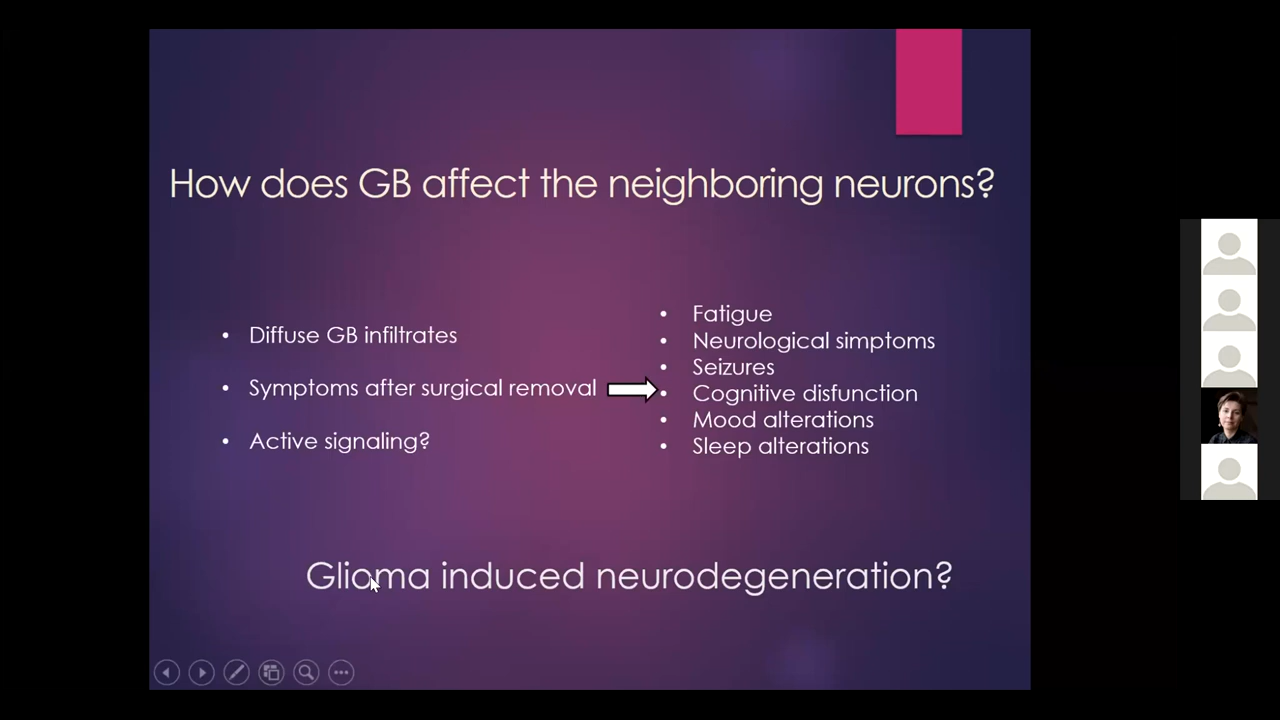 How does GB affect the neighboring neurons?
• Diffuse GB infiltrates
• Symptoms after surgical removal
• Active signaling?
• Fatigue
• Neurological simptoms
• Seizures
• Cognitive disfunction
• Mood alterations
• Sleep alterations
Glioma induced neurodegeneration?